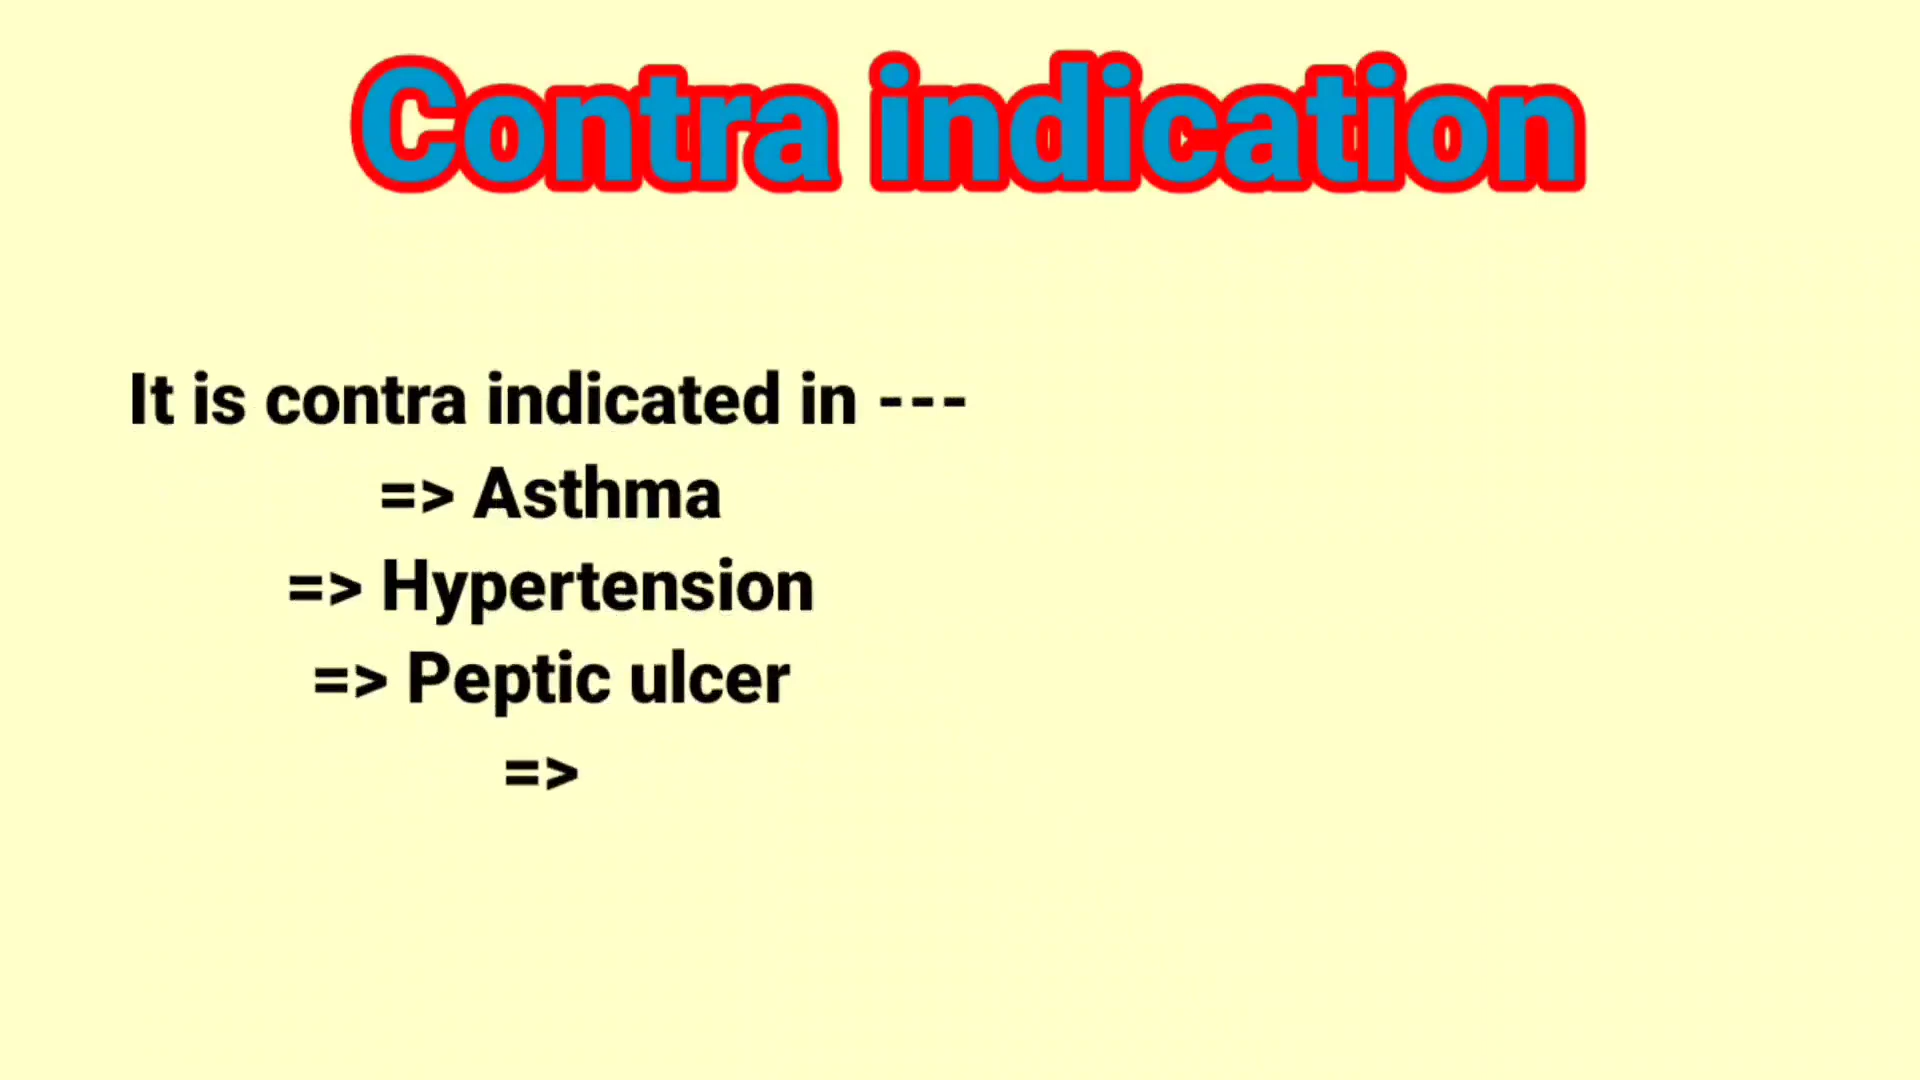 Contra indication
It is contra indicated in ---
=> Asthma
=> Hypertension
=> Peptic ulcer
=>